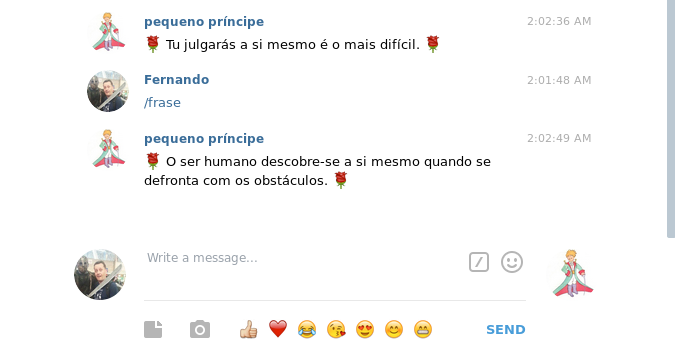 pequeno príncipe 2:02:36 AM
🌹 Tu julgarás a si mesmo é o mais difícil. 🌹
Fernando 2:01:48 AM
/frase
pequeno príncipe 2:02:49 AM
🌹 O ser humano descobre-se a si mesmo quando se
defronta com os obstáculos. 🌹
Write a message...
SEND